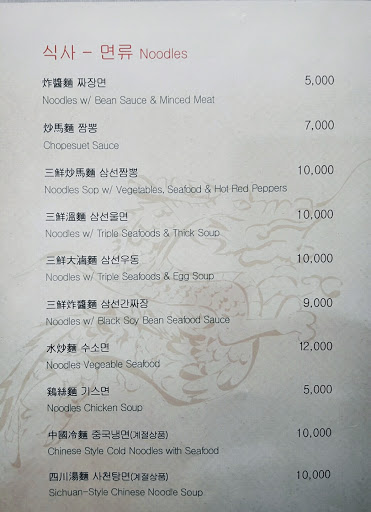 식사 - 면류 Noodles
炸醬麵 짜장면 5,000
Noodles w/ Bean Sauce & Minced Meat
炒馬麵 짬뽕 7,000
Chopesuet Sauce
三鮮炒馬麵 삼선짬뽕 10,000
Noodles Sop w/ Vegetables, Seafood & Hot Red Peppers
三鮮溫麵 삼선울면 10,000
Noodles w/ Triple Seafoods & Thick Soup
三鮮大滷麵 삼선우동 10,000
Noodles w/ Triple Seafoods & Egg Soup
三鮮炸醬麵 삼선간짜장 9,000
Noodles w/ Black Soy Bean Seafood Sauce
水炒麵 수소면 12,000
Noodles Vegeable Seafood
鷄絲麵 기스면 5,000
Noodles Chicken Soup
中國冷麵 중국냉면(계절상품) 10,000
Chinese Style Cold Noodles with Seafood
四川湯麵 사천탕면(계절상품) 10,000
Sichuan-Style Chinese Noodle Soup